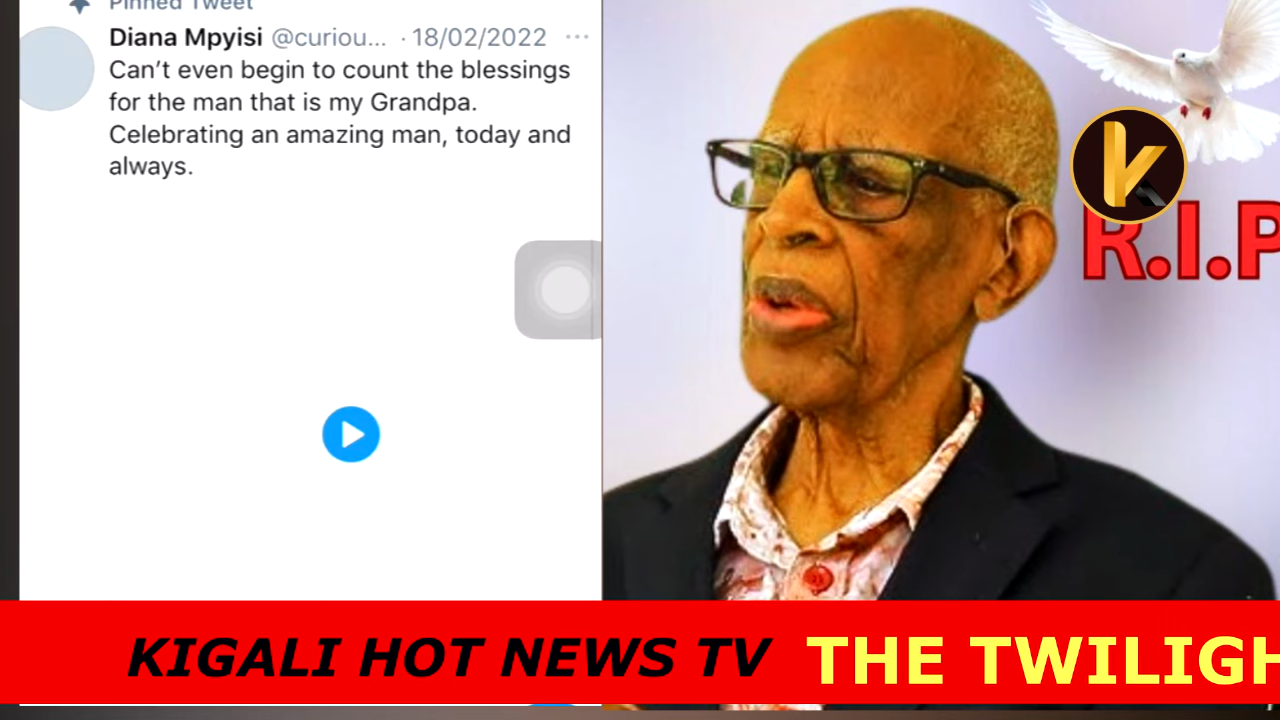 Pinned Tweet
Diana Mpyisi @curiou... · 18/02/2022 ...
Can't even begin to count the blessings
for the man that is my Grandpa.
Celebrating an amazing man, today and
always.
R.I.P
KIGALI HOT NEWS TV THE TWILIGH